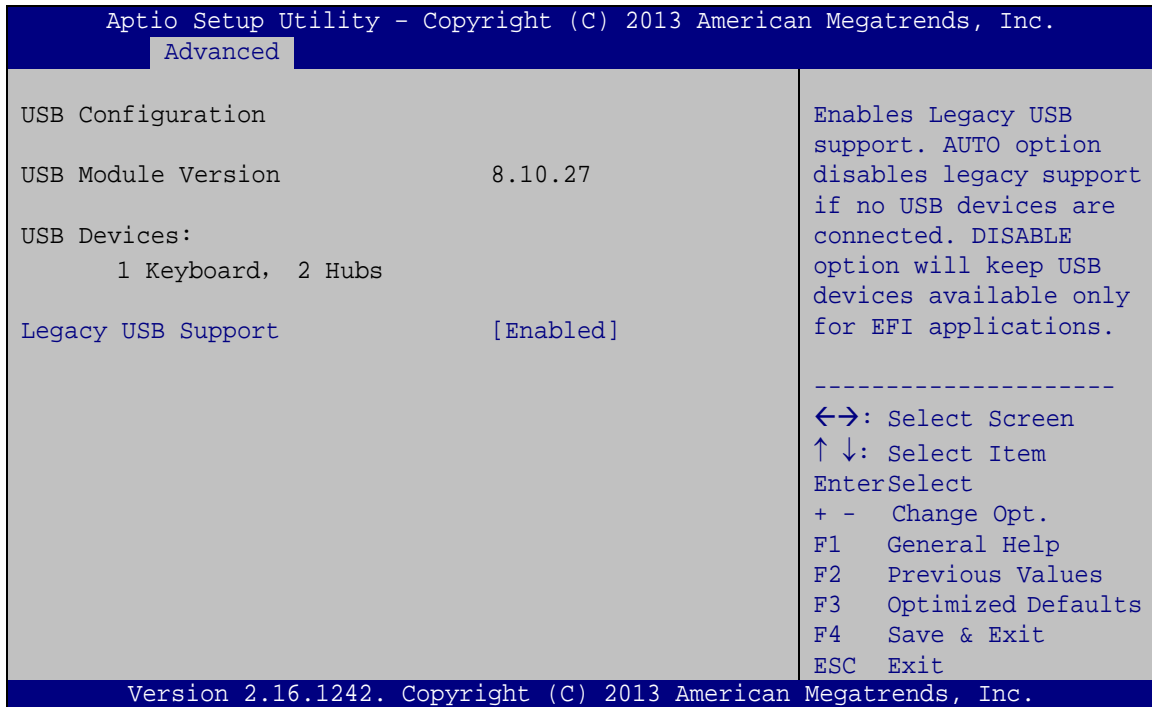 Aptio Setup Utility – Copyright (C) 2013 American Megatrends, Inc.
Advanced
USB Configuration
USB Module Version 8.10.27
USB Devices:
1 Keyboard, 2 Hubs
Legacy USB Support [Enabled]
Enables Legacy USB
support. AUTO option
disables legacy support
if no USB devices are
connected. DISABLE
option will keep USB
devices available only
for EFI applications.
---------------------
←→: Select Screen
↑ ↓: Select Item
EnterSelect
+ - Change Opt.
F1 General Help
F2 Previous Values
F3 Optimized Defaults
F4 Save & Exit
ESC Exit
Version 2.16.1242. Copyright (C) 2013 American Megatrends, Inc.